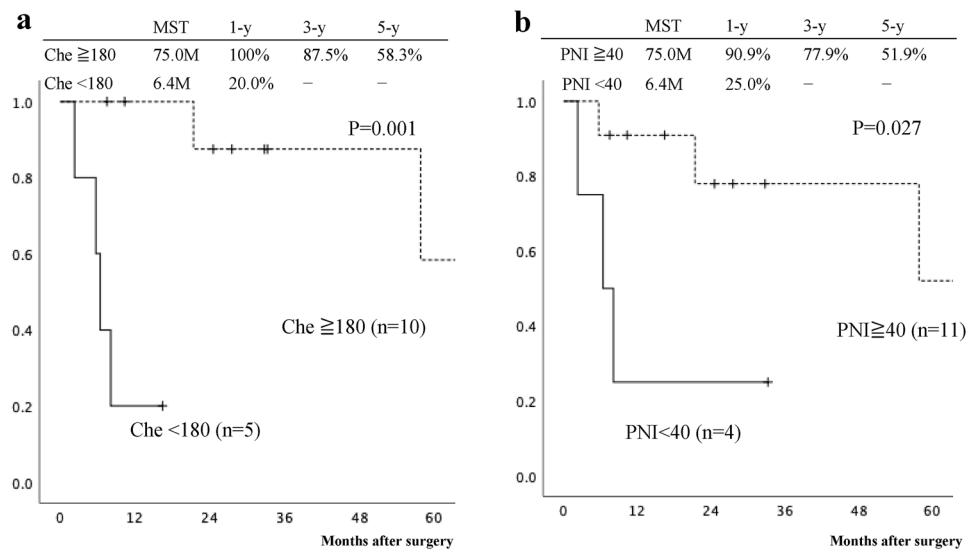 a
MST 1-y 3-y 5-y
Che ≧180 75.0M 100% 87.5% 58.3%
Che <180 6.4M 20.0% – –
P=0.001
1.0
0.8
0.6
0.4
0.2
0.0
Che ≧180 (n=10)
Che <180 (n=5)
0 12 24 36 48 60
Months after surgery
b
MST 1-y 3-y 5-y
PNI ≧40 75.0M 90.9% 77.9% 51.9%
PNI <40 6.4M 25.0% – –
P=0.027
1.0
0.8
0.6
0.4
0.2
0.0
PNI≧40 (n=11)
PNI<40 (n=4)
0 12 24 36 48 60
Months after surgery